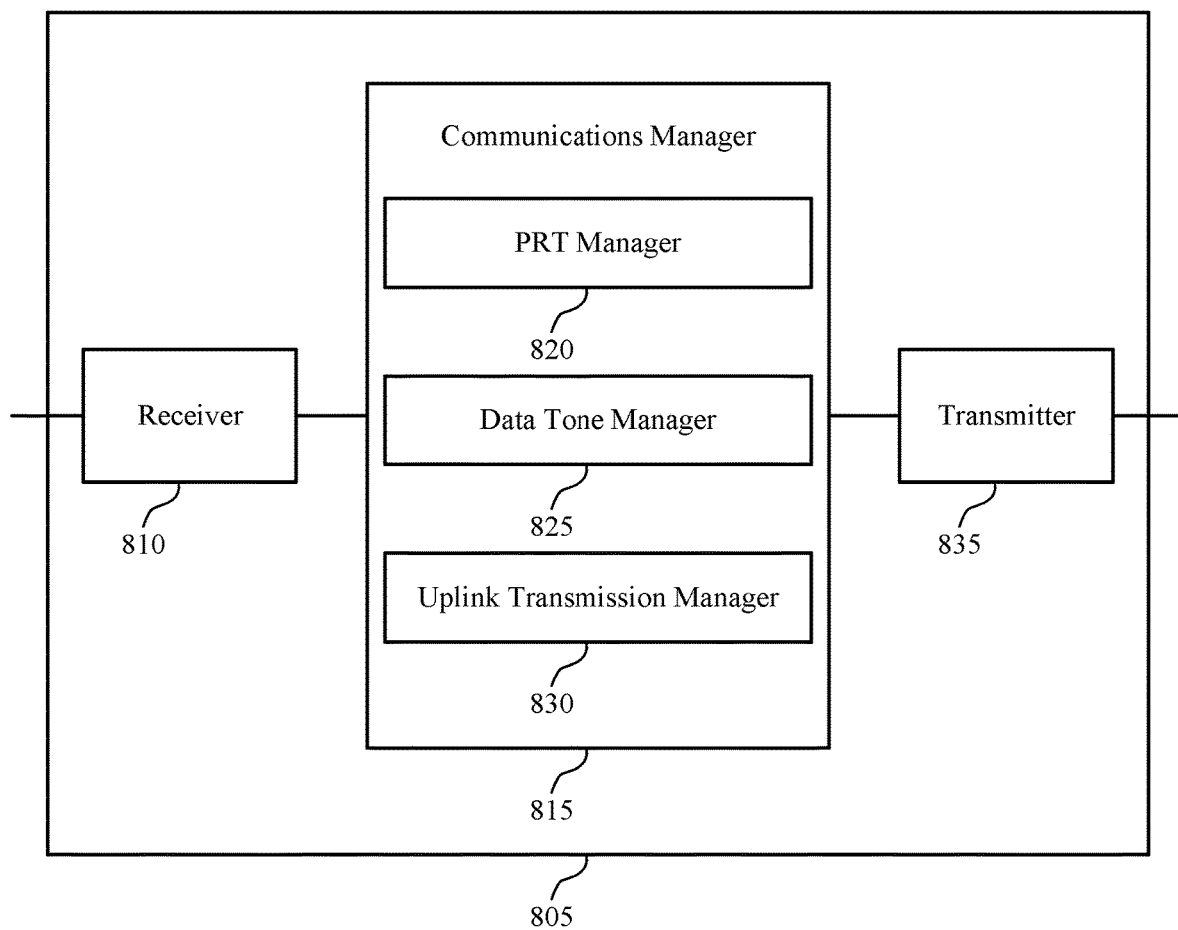 Communications Manager
PRT Manager
820
Receiver
810
Data Tone Manager
825
Transmitter
835
Uplink Transmission Manager
830
815
805